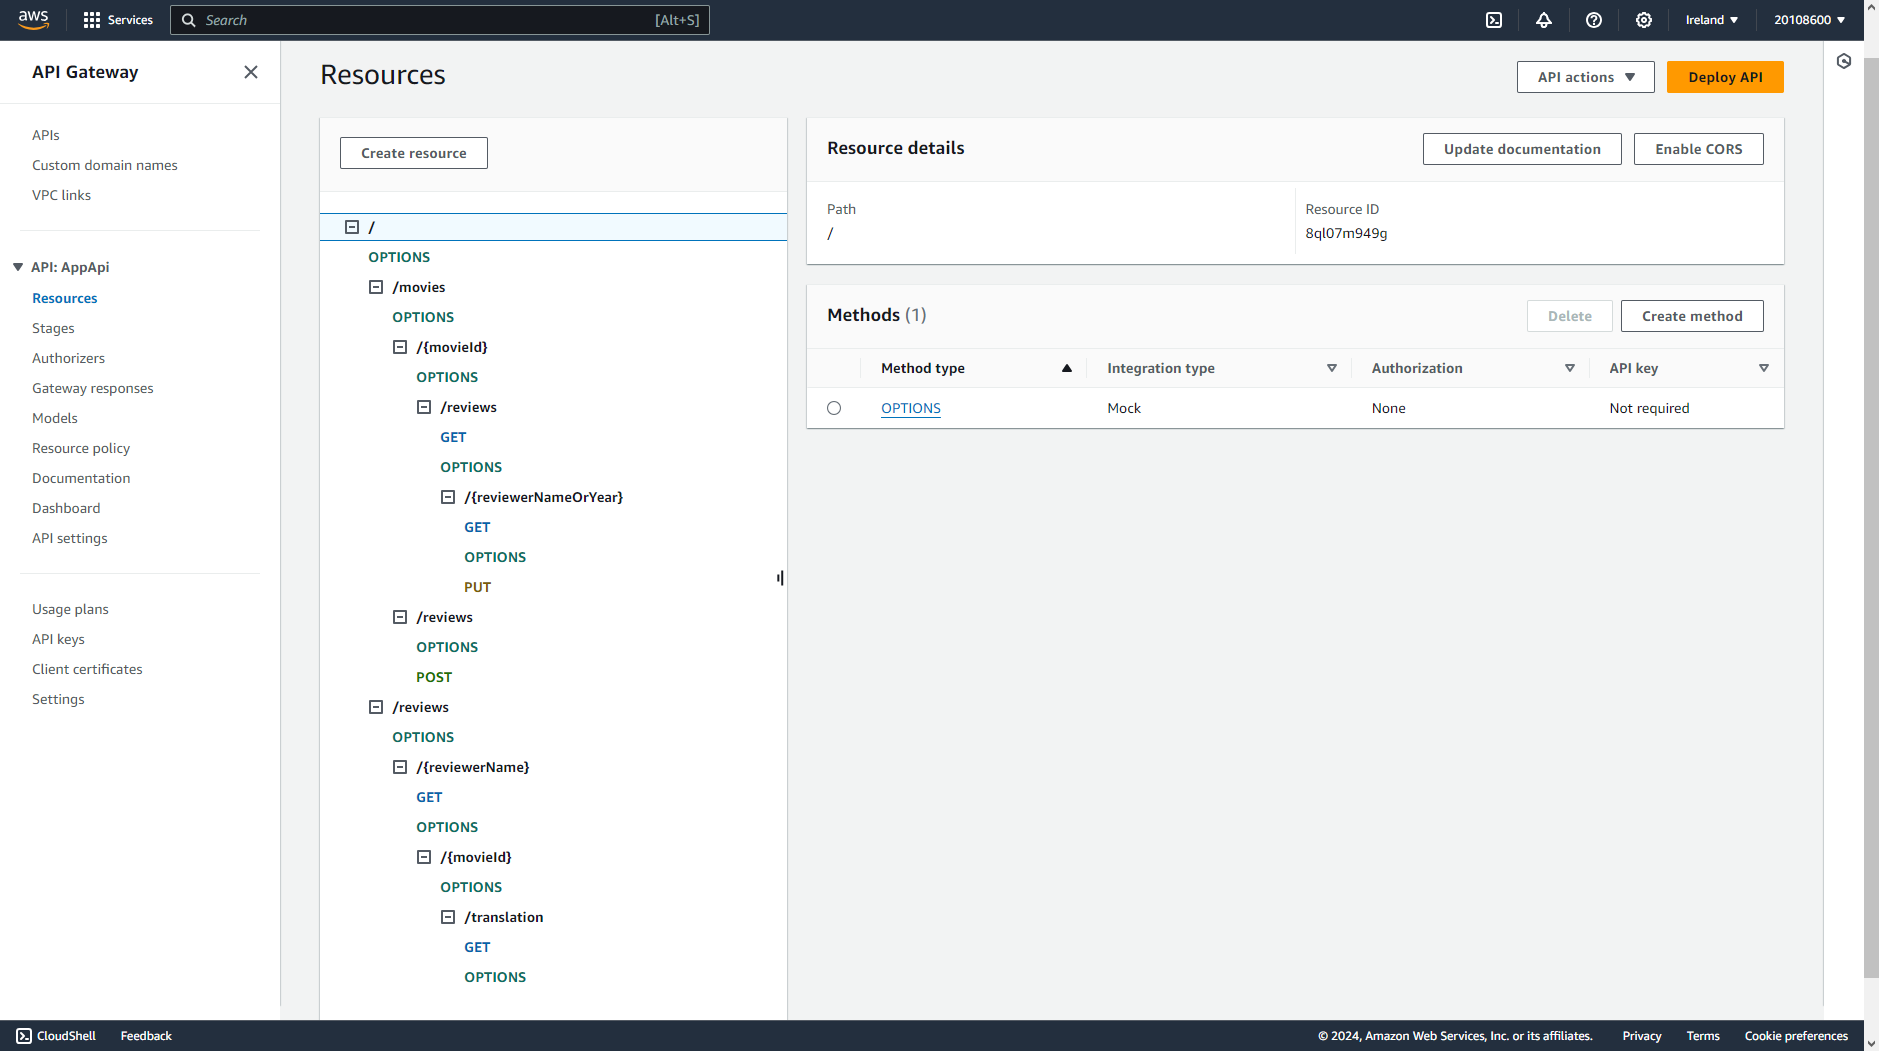 aws
Services
Search
[Alt+S]
Ireland
20108600
API Gateway
APIs
Custom domain names
VPC links
API: AppApi
Resources
Stages
Authorizers
Gateway responses
Models
Resource policy
Documentation
Dashboard
API settings
Usage plans
API keys
Client certificates
Settings
Resources
API actions
Deploy API
Create resource
/
OPTIONS
/movies
OPTIONS
/{movieId}
OPTIONS
/reviews
GET
OPTIONS
/{reviewerNameOrYear}
GET
OPTIONS
PUT
/reviews
OPTIONS
POST
/reviews
OPTIONS
/{reviewerName}
GET
OPTIONS
/{movieId}
OPTIONS
/translation
GET
OPTIONS
Resource details
Update documentation
Enable CORS
Path
/
Resource ID
8ql07m949g
Methods (1)
Delete
Create method
Method type
Integration type
Authorization
API key
OPTIONS
Mock
None
Not required
CloudShell
Feedback
© 2024, Amazon Web Services, Inc. or its affiliates.
Privacy
Terms
Cookie preferences